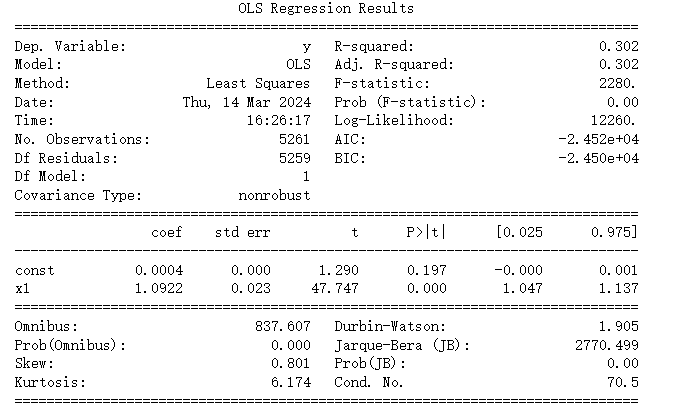 OLS Regression Results
==============================================================================
Dep. Variable:                      y   R-squared:                       0.302
Model:                            OLS   Adj. R-squared:                  0.302
Method:                 Least Squares   F-statistic:                     2280.
Date:                Thu, 14 Mar 2024   Prob (F-statistic):               0.00
Time:                        16:26:17   Log-Likelihood:                 12260.
No. Observations:                5261   AIC:                        -2.452e+04
Df Residuals:                    5259   BIC:                        -2.450e+04
Df Model:                           1
Covariance Type:            nonrobust
==============================================================================
                 coef    std err          t      P>|t|      [0.025      0.975]
------------------------------------------------------------------------------
const          0.0004      0.000      1.290      0.197      -0.000       0.001
x1             1.0922      0.023     47.747      0.000       1.047       1.137
==============================================================================
Omnibus:                      837.607   Durbin-Watson:                   1.905
Prob(Omnibus):                  0.000   Jarque-Bera (JB):             2770.499
Skew:                           0.801   Prob(JB):                         0.00
Kurtosis:                       6.174   Cond. No.                         70.5
==============================================================================